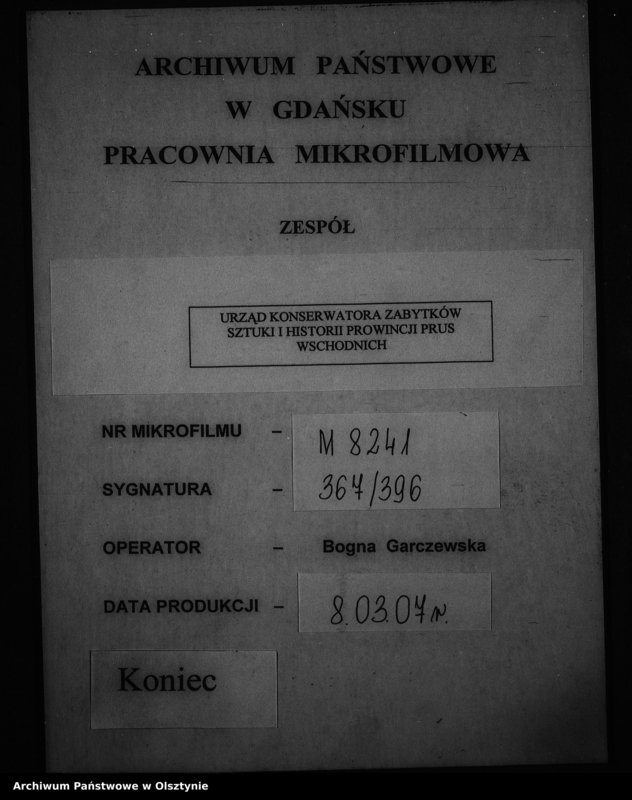 ARCHIWUM PAŃSTWOWE
W GDAŃSKU
PRACOWNIA MIKROFILMOWA
ZESPÓŁ
URZĄD KONSERWATORA ZABYTKÓW
SZTUKI I HISTORII PROWINCJI PRUS
WSCHODNICH
NR MIKROFILMU – M 8241
SYGNATURA – 367/396
OPERATOR – Bogna Garczewska
DATA PRODUKCJI – 8.03.07r.
Koniec
Archiwum Państwowe w Olsztynie